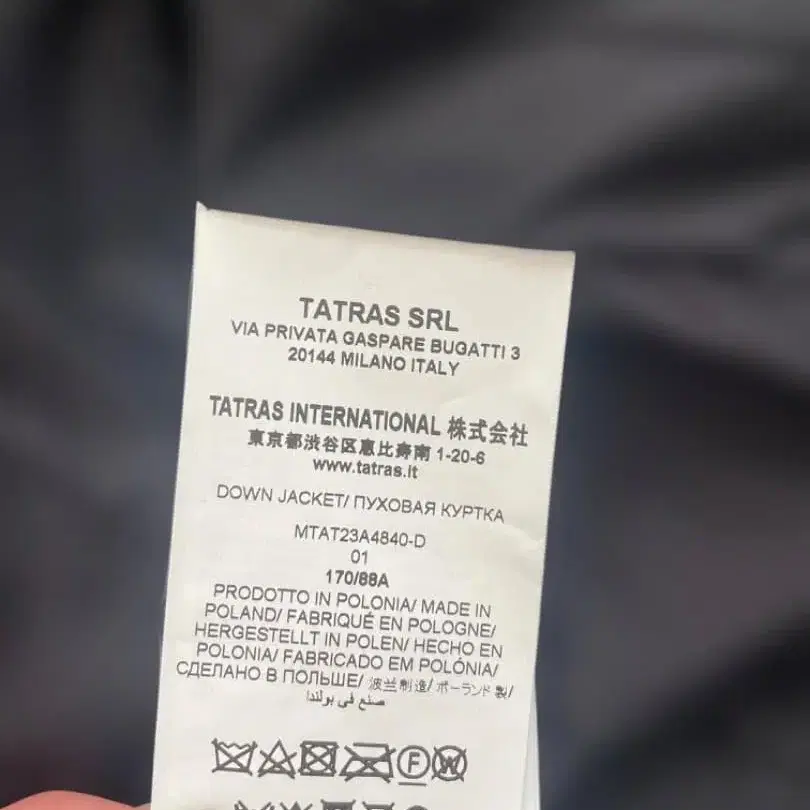 TATRAS SRL
VIA PRIVATA GASPARE BUGATTI 3
20144 MILANO ITALY
TATRAS INTERNATIONAL 株式会社
東京都渋谷区恵比寿南 1-20-6
www.tatras.it
DOWN JACKET/ ПУХОВАЯ КУРТКА
MTAT23A4840-D
01
170/88A
PRODOTTO IN POLONIA/ MADE IN
POLAND/ FABRIQUÉ EN POLOGNE/
HERGESTELLT IN POLEN/ HECHO EN
POLONIA/ FABRICADO EM POLÓNIA/
СДЕЛАНО В ПОЛЬШЕ/ 波兰制造/ ポーランド製/
صنع في بولندا
F W